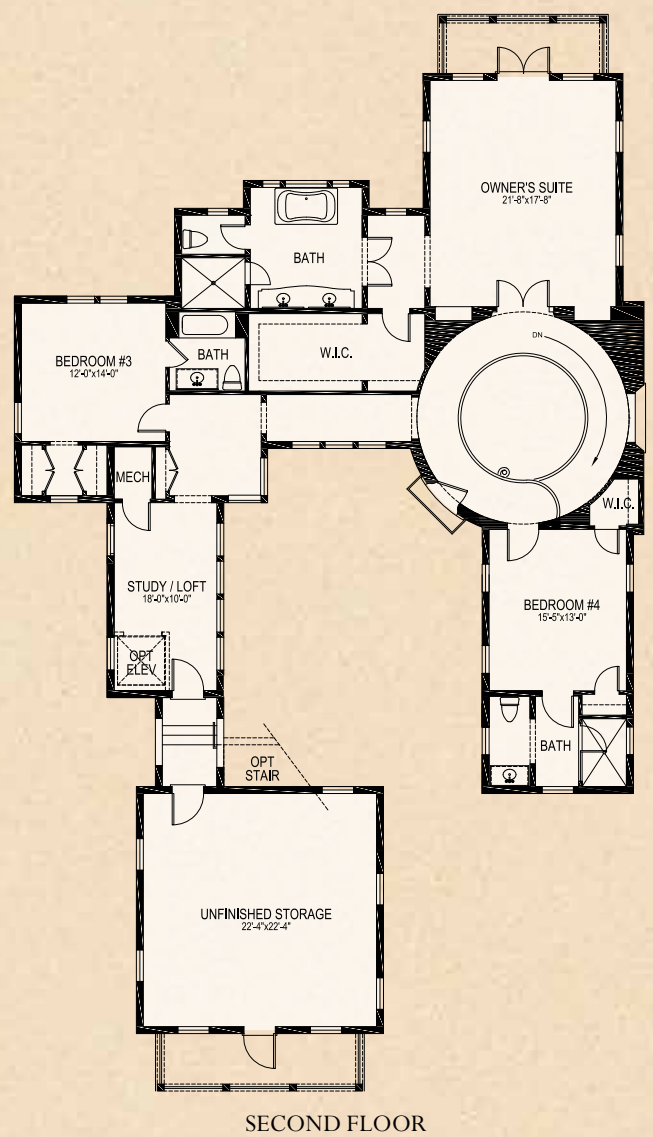 OWNER'S SUITE
21'-8"x17'-8"
BATH
BEDROOM #3
12'-0"x14'-0"
BATH
W.I.C.
DN
MECH
W.I.C.
STUDY / LOFT
18'-0"x10'-0"
BEDROOM #4
15'-5"x13'-0"
OPT
ELEV
BATH
OPT
STAIR
UNFINISHED STORAGE
22'-4"x22'-4"
SECOND FLOOR